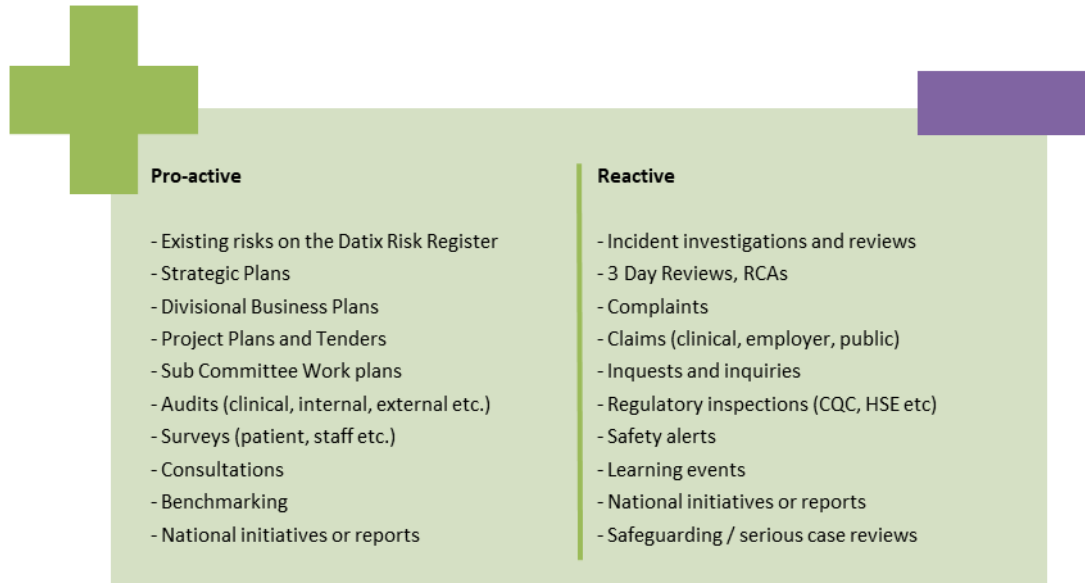 Pro-active
- Existing risks on the Datix Risk Register
- Strategic Plans
- Divisional Business Plans
- Project Plans and Tenders
- Sub Committee Work plans
- Audits (clinical, internal, external etc.)
- Surveys (patient, staff etc.)
- Consultations
- Benchmarking
- National initiatives or reports
Reactive
- Incident investigations and reviews
- 3 Day Reviews, RCAs
- Complaints
- Claims (clinical, employer, public)
- Inquests and inquiries
- Regulatory inspections (CQC, HSE etc)
- Safety alerts
- Learning events
- National initiatives or reports
- Safeguarding / serious case reviews